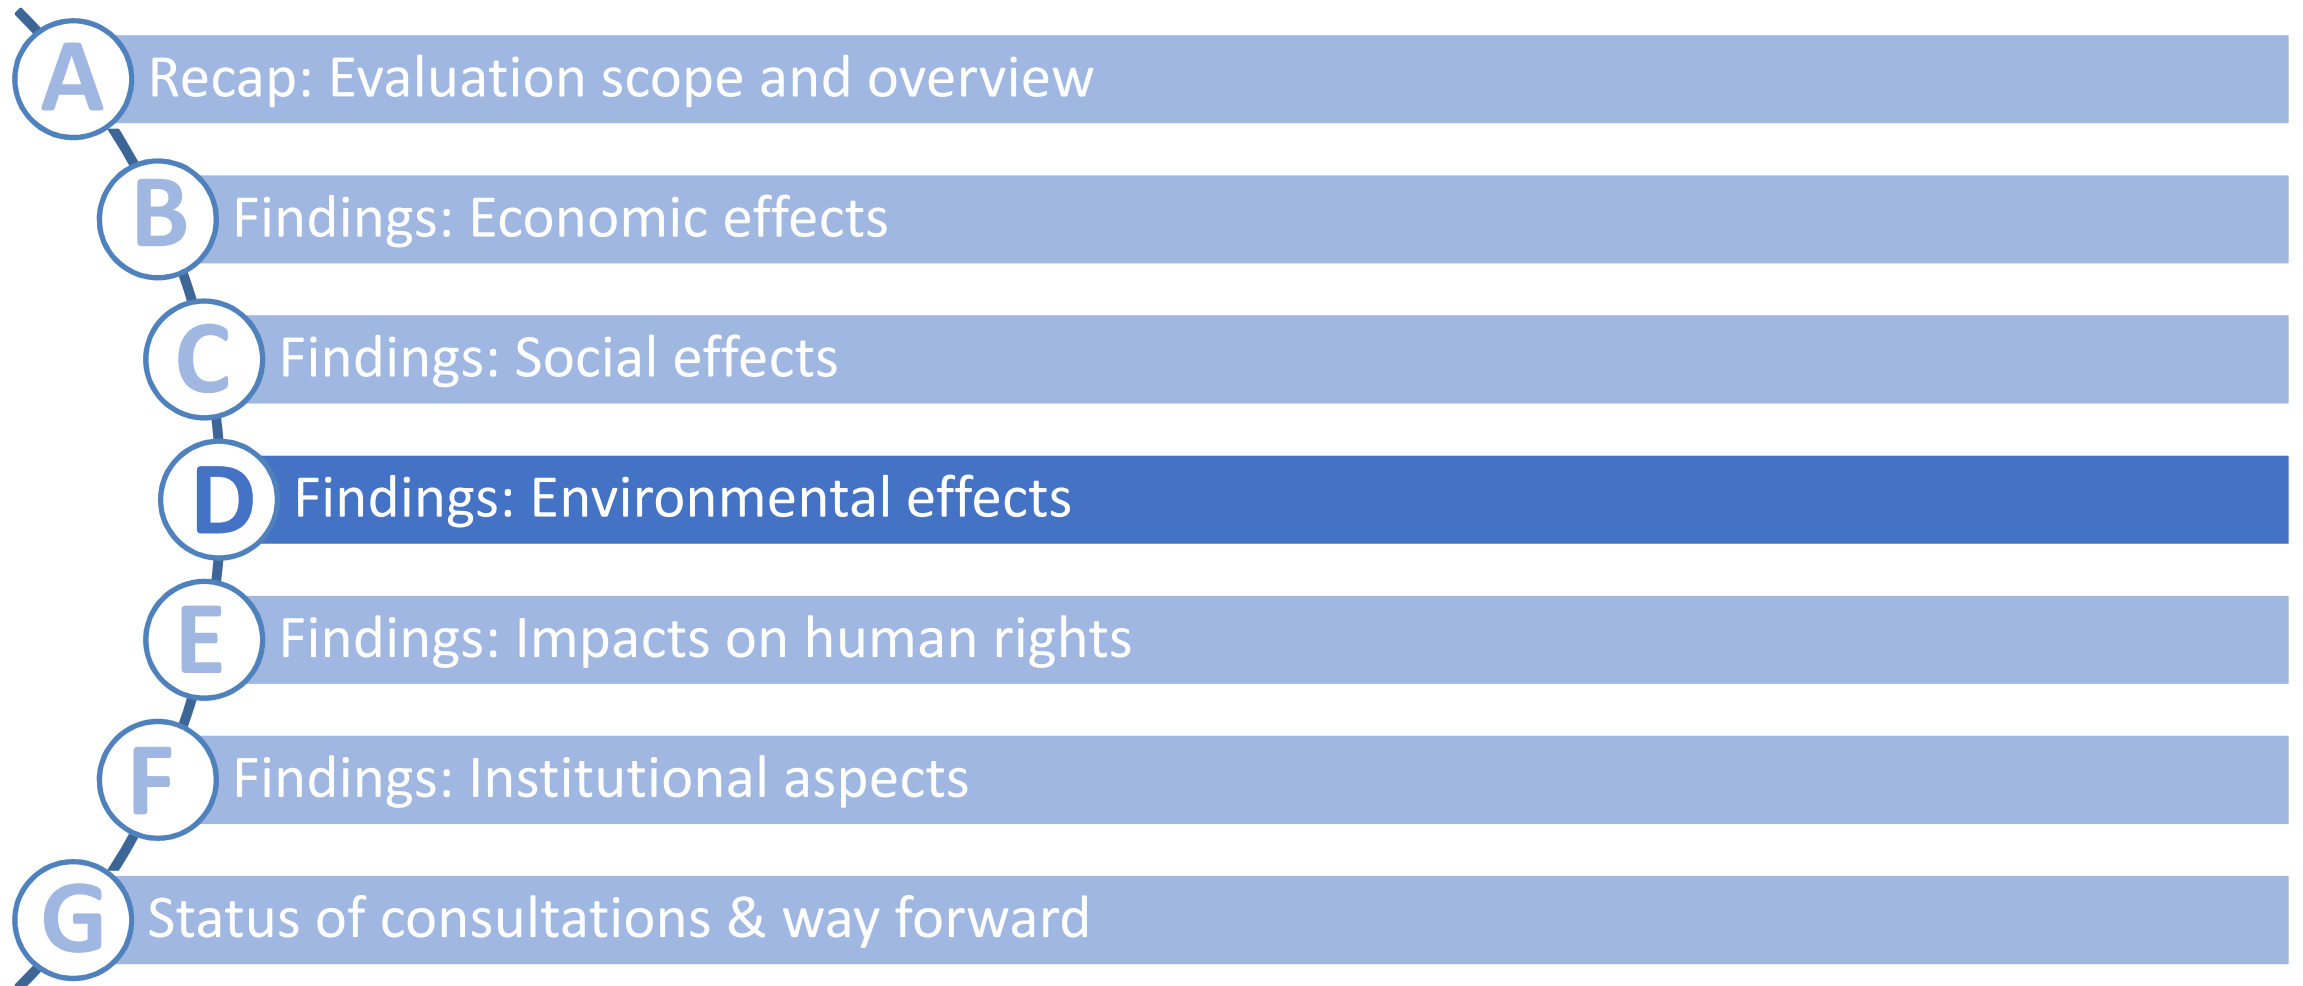 A Recap: Evaluation scope and overview
B Findings: Economic effects
C Findings: Social effects
D Findings: Environmental effects
E Findings: Impacts on human rights
F Findings: Institutional aspects
G Status of consultations & way forward